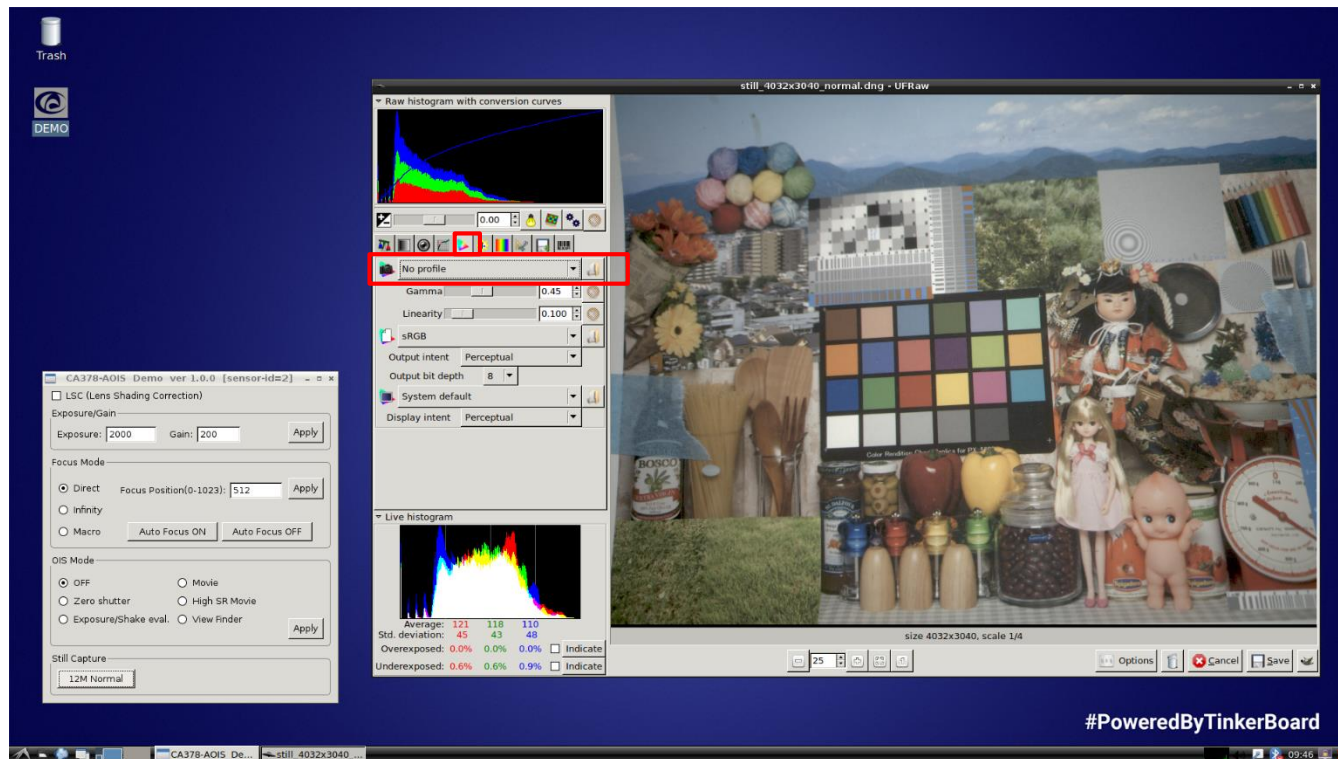 Trash
DEMO
still_4032x3040_normal.dng - UFRaw
Raw histogram with conversion curves
0.00
No profile
Gamma 0.45
Linearity 0.100
sRGB
Output intent Perceptual
Output bit depth 8
System default
Display intent Perceptual
Live histogram
Average: 121 118 110
Std. deviation: 45 43 48
Overexposed: 0.0% 0.0% 0.0% Indicate
Underexposed: 0.6% 0.6% 0.9% Indicate
BOSCO
size 4032x3040, scale 1/4
25
Options Cancel Save
CA378-AOIS Demo ver 1.0.0 [sensor-id=2]
LSC (Lens Shading Correction)
Exposure/Gain
Exposure: 2000 Gain: 200 Apply
Focus Mode
Direct Focus Position(0-1023): 512 Apply
Infinity
Macro Auto Focus ON Auto Focus OFF
OIS Mode
OFF Movie
Zero shutter High SR Movie
Exposure/Shake eval. View Finder
Apply
Still Capture
12M Normal
#PoweredByTinkerBoard
CA378-AOIS De... still_4032x3040_... 09:46